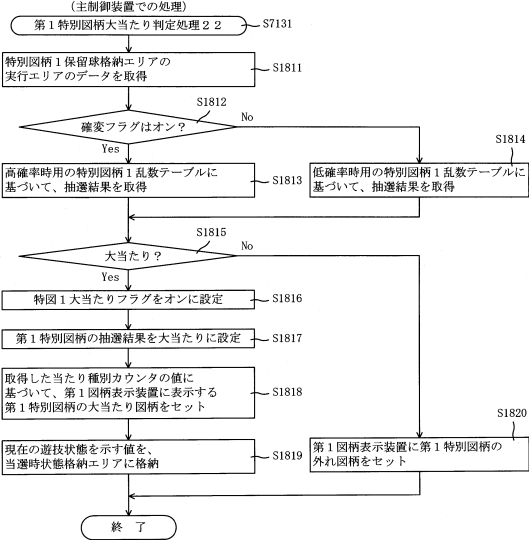 (主制御装置での処理)
第1特別図柄大当たり判定処理22
S7131
特別図柄1保留球格納エリアの
実行エリアのデータを取得
S1811
S1812
確変フラグはオン?
No
Yes
S1814
高確率時用の特別図柄1乱数テーブルに
基づいて、抽選結果を取得
S1813
低確率時用の特別図柄1乱数テーブルに
基づいて、抽選結果を取得
S1815
大当たり?
No
Yes
特図1大当たりフラグをオンに設定
S1816
第1特別図柄の抽選結果を大当たりに設定
S1817
取得した当たり種別カウンタの値に
基づいて、第1図柄表示装置に表示する
第1特別図柄の大当たり図柄をセット
S1818
S1820
現在の遊技状態を示す値を、
当選時状態格納エリアに格納
S1819
第1図柄表示装置に第1特別図柄の
外れ図柄をセット
終 了